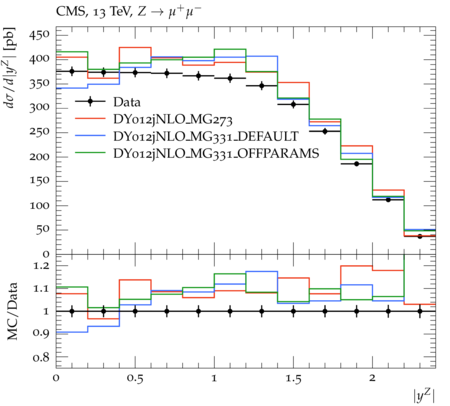 CMS, 13 TeV, Z → μ⁺μ⁻
dσ/d|y^Z| [pb]
450
400
350
300
250
200
150
100
50
0
Data
DY012jNLO_MG273
DY012jNLO_MG331_DEFAULT
DY012jNLO_MG331_OFFPARAMS
MC/Data
1.2
1.1
1
0.9
0.8
0 0.5 1 1.5 2
|y^Z|